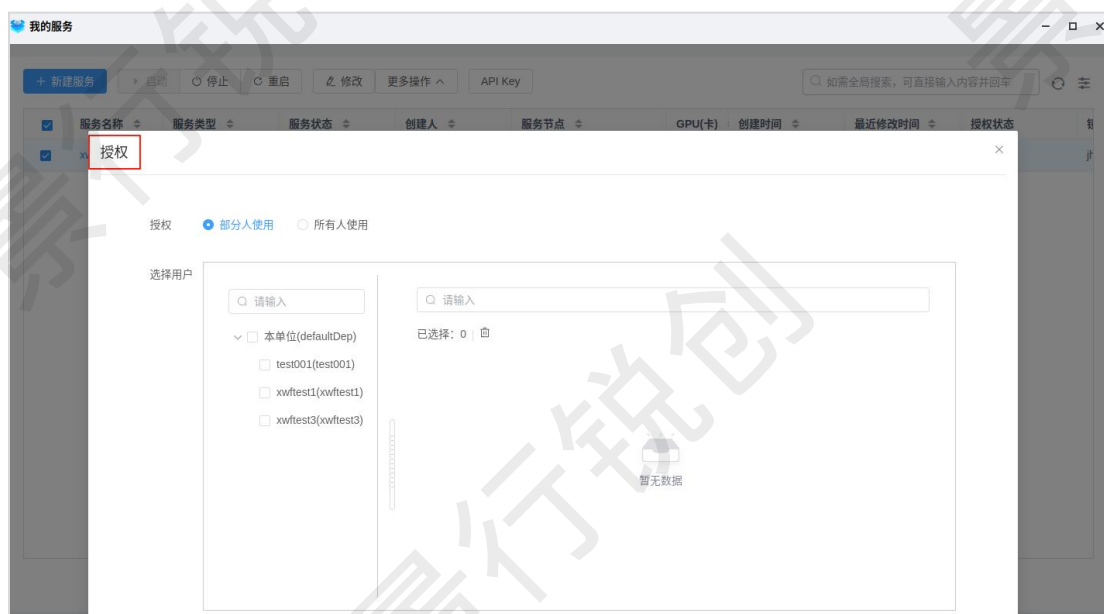 我的服务
+ 新建服务 启动 停止 重启 修改 更多操作 API Key 如需全局搜索，可直接输入内容并回车
服务名称 服务类型 服务状态 创建人 服务节点 GPU(卡) 创建时间 最近修改时间 授权状态
授权
授权 部分人使用 所有人使用
选择用户
请输入 请输入
本单位(defaultDep) 已选择：0
test001(test001)
xwftest1(xwftest1)
xwftest3(xwftest3)
暂无数据
景行锐创